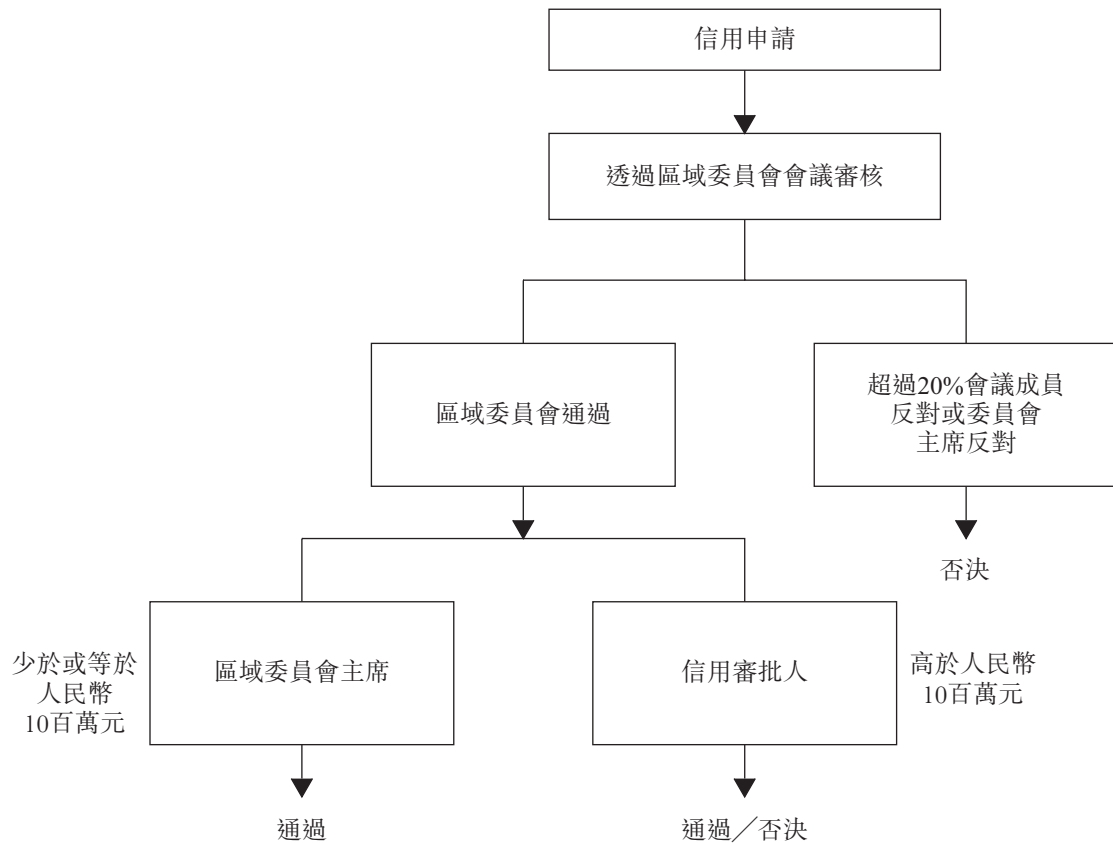 信用申請
透過區域委員會會議審核
區域委員會通過
超過20%會議成員
反對或委員會
主席反對
否決
少於或等於
人民幣
10百萬元
區域委員會主席
信用審批人
高於人民幣
10百萬元
通過
通過／否決